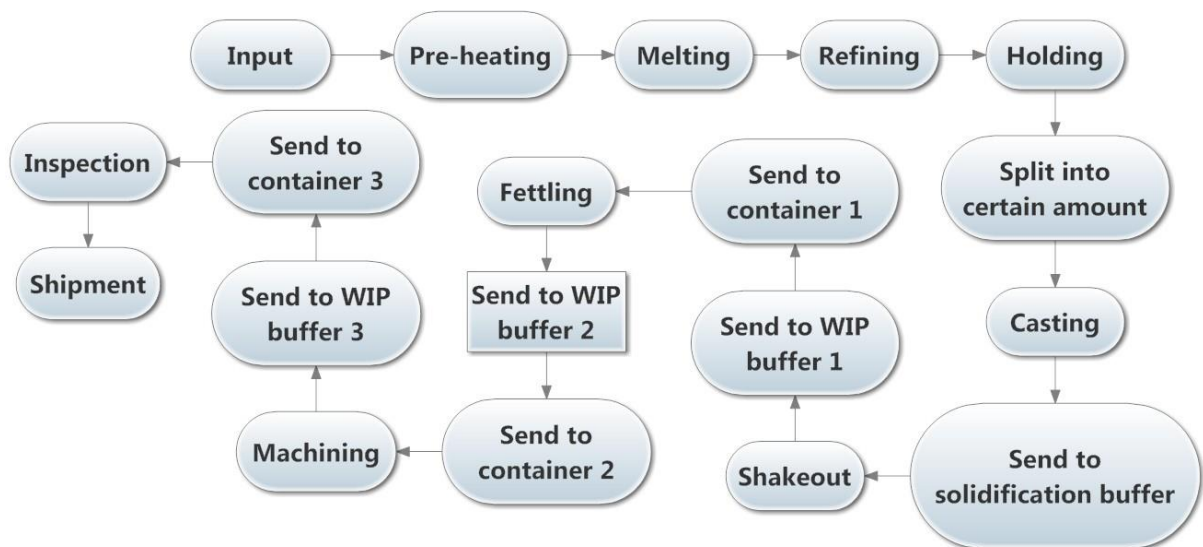 Input
Pre-heating
Melting
Refining
Holding
Split into
certain amount
Casting
Send to
solidification buffer
Shakeout
Send to WIP
buffer 1
Send to
container 1
Fettling
Send to WIP
buffer 2
Send to
container 2
Machining
Send to WIP
buffer 3
Send to
container 3
Inspection
Shipment